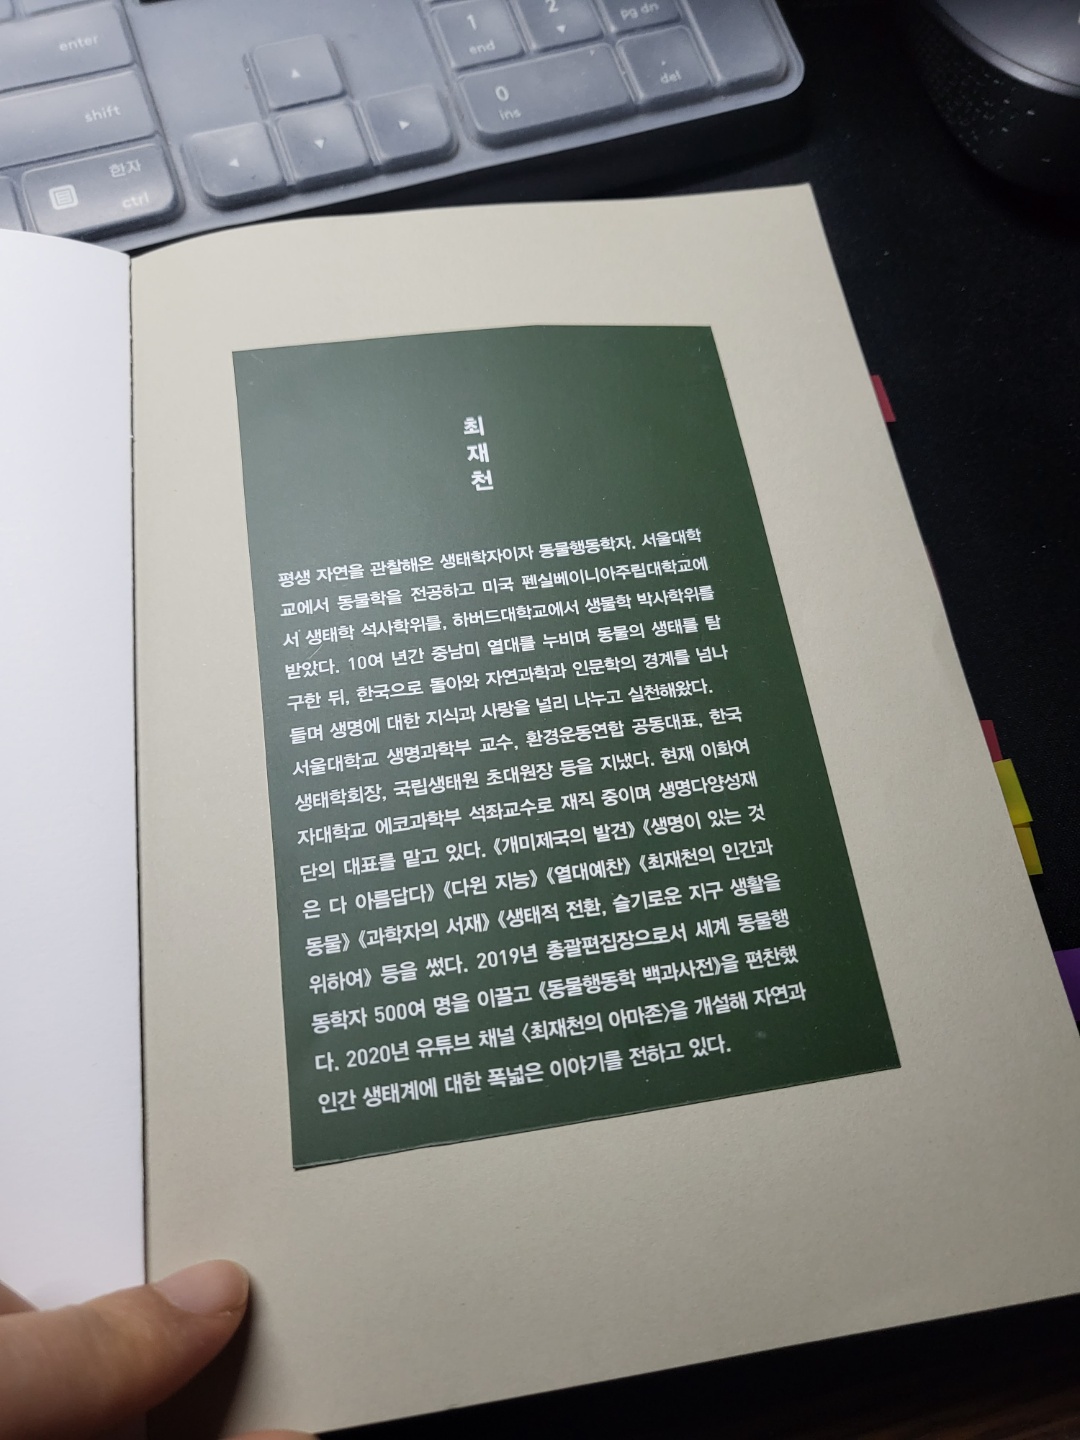 enter
shift
한자
ctrl
1
end
2
pg dn
0
ins
del
최
재
천
평생 자연을 관찰해온 생태학자이자 동물행동학자. 서울대학
교에서 동물학을 전공하고 미국 펜실베이니아주립대학교에
서 생태학 석사학위를, 하버드대학교에서 생물학 박사학위를
받았다. 10여 년간 중남미 열대를 누비며 동물의 생태를 탐
구한 뒤, 한국으로 돌아와 자연과학과 인문학의 경계를 넘나
들며 생명에 대한 지식과 사랑을 널리 나누고 실천해왔다.
서울대학교 생명과학부 교수, 환경운동연합 공동대표, 한국
생태학회장, 국립생태원 초대원장 등을 지냈다. 현재 이화여
자대학교 에코과학부 석좌교수로 재직 중이며 생명다양성재
단의 대표를 맡고 있다. 《개미제국의 발견》 《생명이 있는 것
은 다 아름답다》 《다윈 지능》 《열대예찬》 《최재천의 인간과
동물》 《과학자의 서재》 《생태적 전환, 슬기로운 지구 생활을
위하여》 등을 썼다. 2019년 총괄편집장으로서 세계 동물행
동학자 500여 명을 이끌고 《동물행동학 백과사전》을 편찬했
다. 2020년 유튜브 채널 〈최재천의 아마존〉을 개설해 자연과
인간 생태계에 대한 폭넓은 이야기를 전하고 있다.